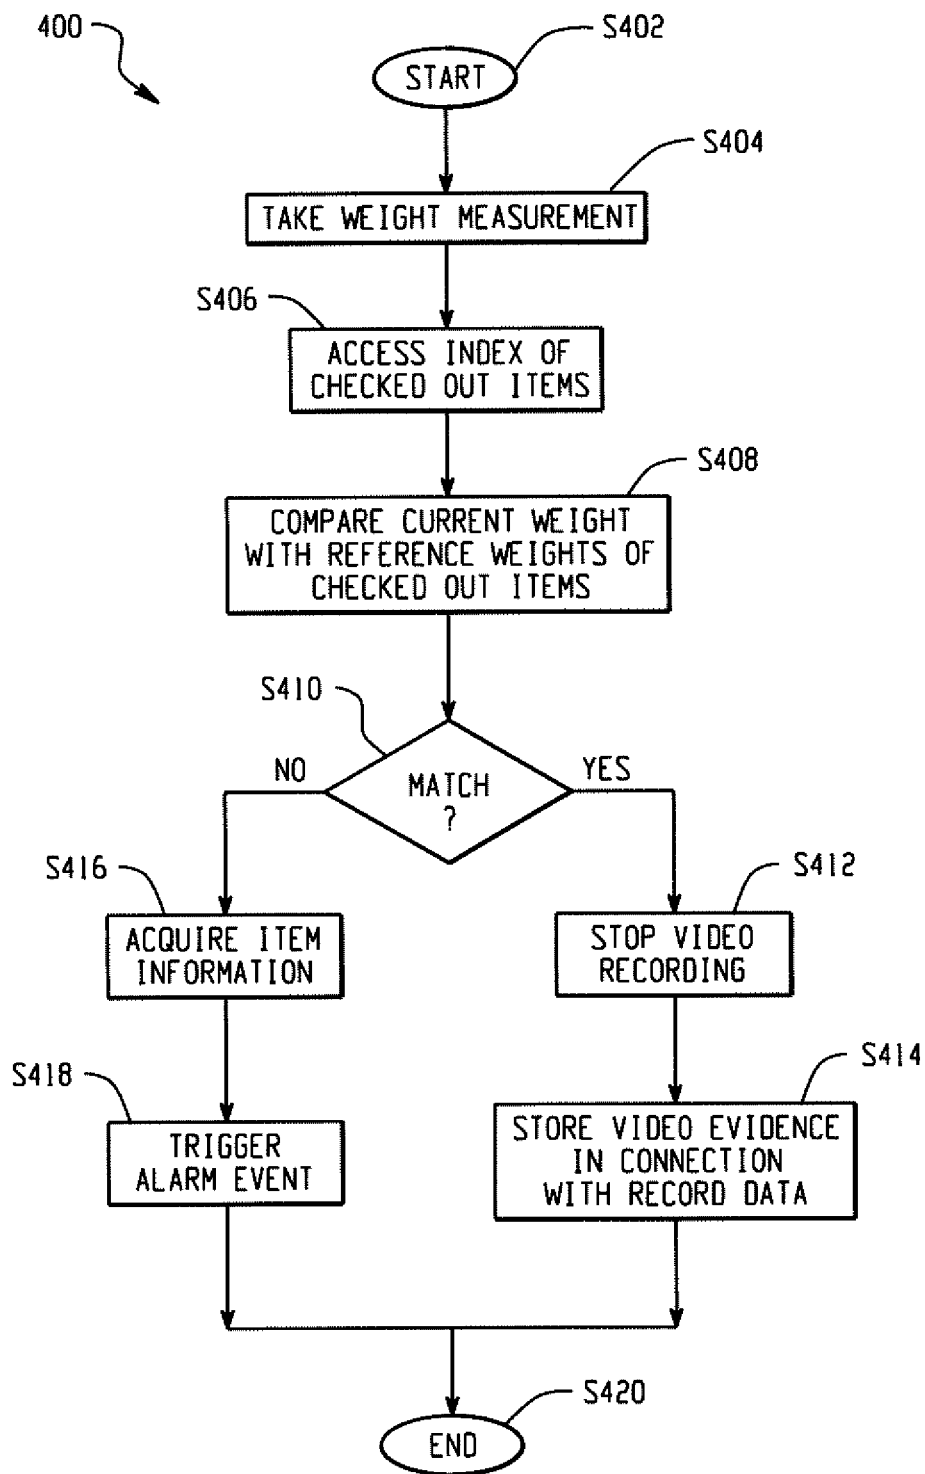 400
S402
START
S404
TAKE WEIGHT MEASUREMENT
S406
ACCESS INDEX OF
CHECKED OUT ITEMS
S408
COMPARE CURRENT WEIGHT
WITH REFERENCE WEIGHTS OF
CHECKED OUT ITEMS
S410
NO
MATCH
?
YES
S416
ACQUIRE ITEM
INFORMATION
S412
STOP VIDEO
RECORDING
S418
TRIGGER
ALARM EVENT
S414
STORE VIDEO EVIDENCE
IN CONNECTION
WITH RECORD DATA
S420
END